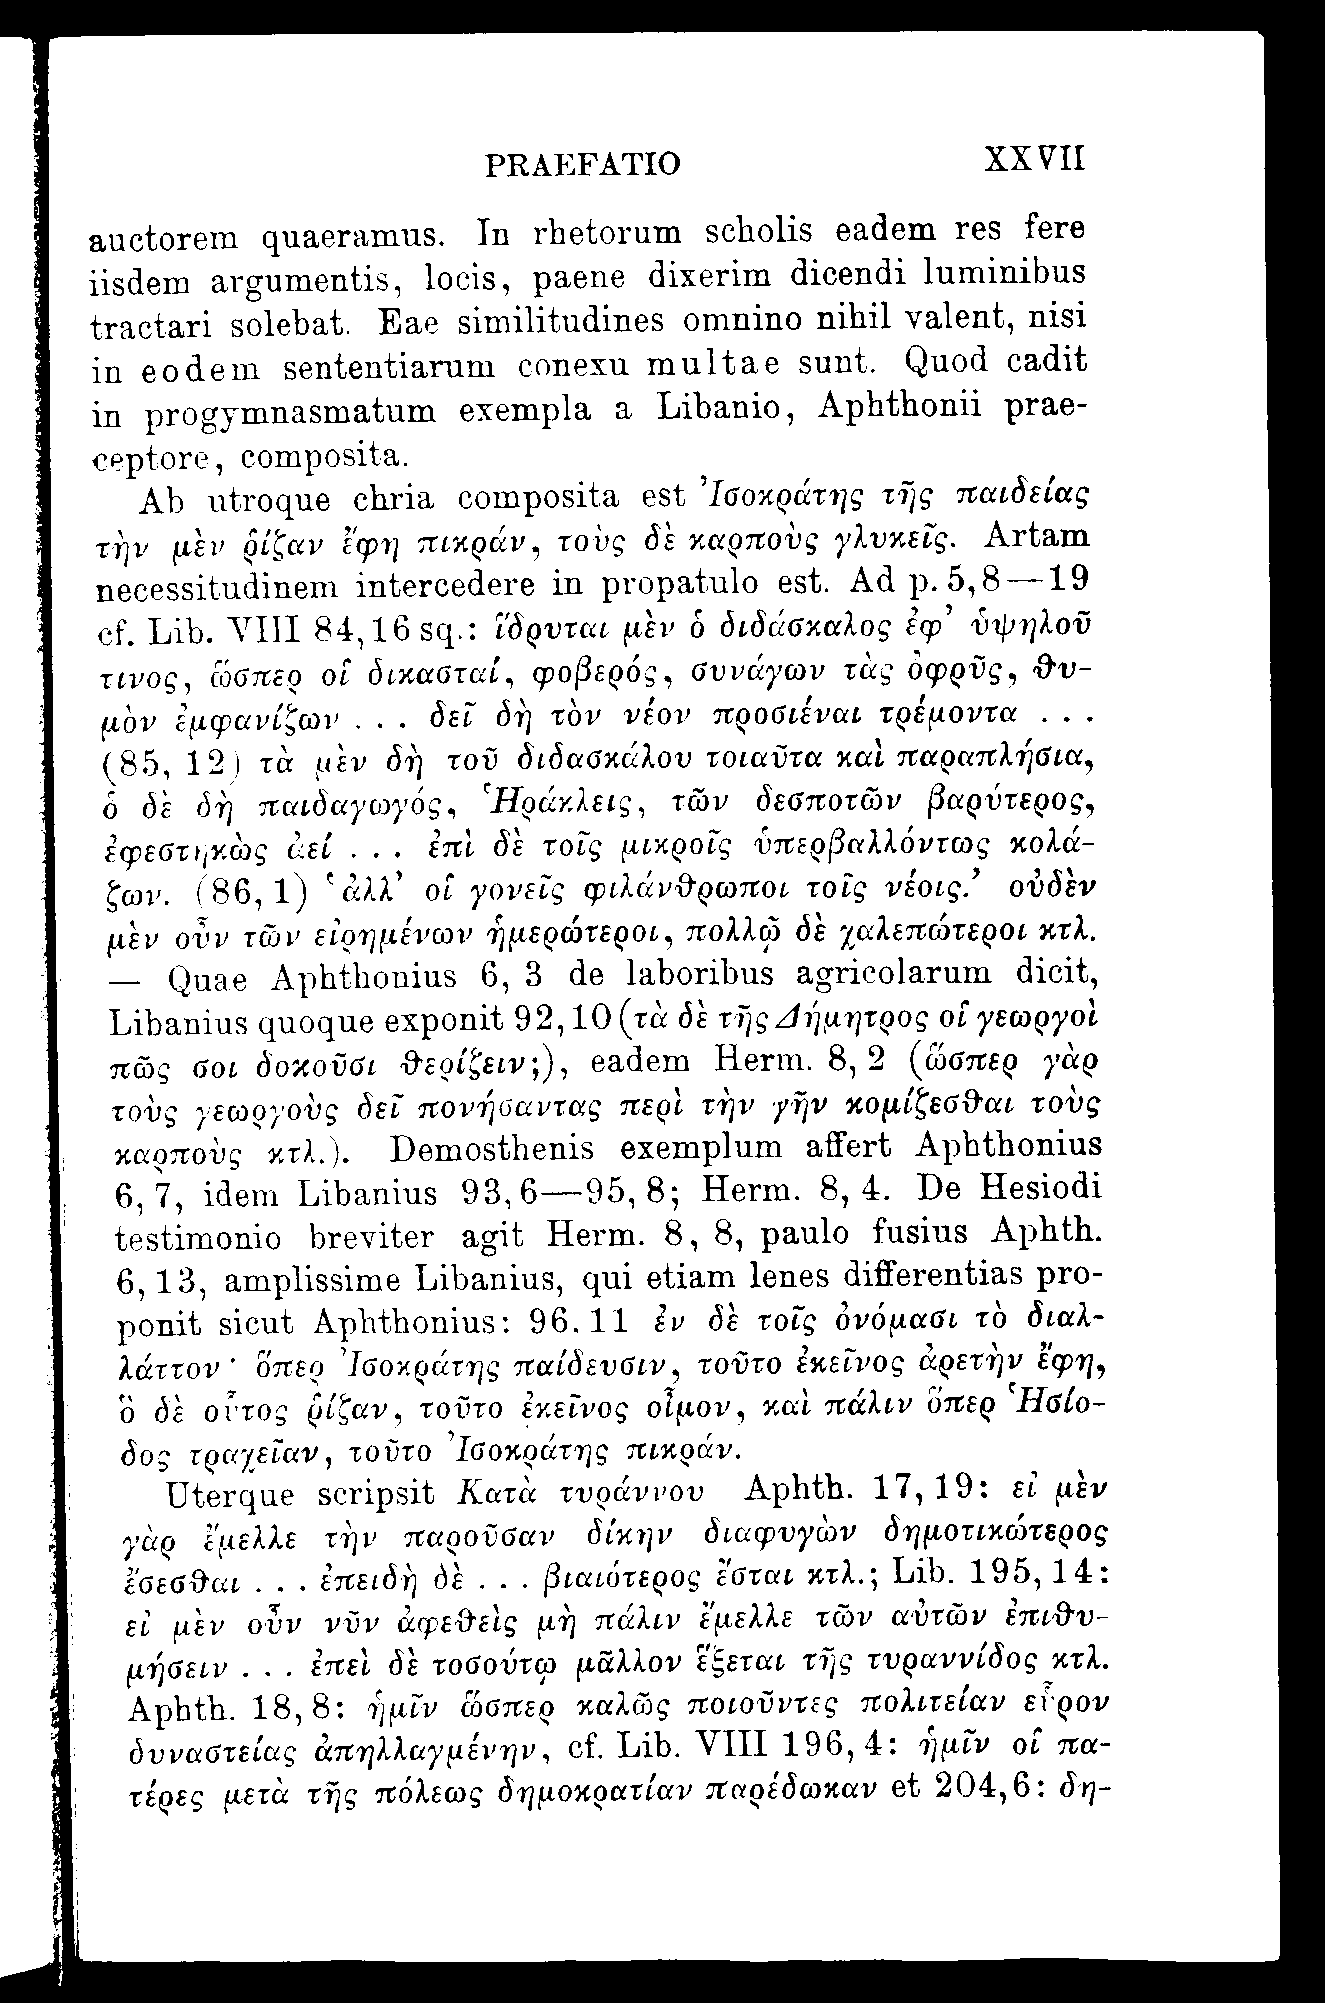 PRAEFATIO XXVII
auctorem quaeramus. In rhetorum scholis eadem res fere
iisdem argumentis, locis, paene dixerim dicendi luminibus
tractari solebat. Eae similitudines omnino nihil valent, nisi
in eodem sententiarum conexu multae sunt. Quod cadit
in progymnasmatum exempla a Libanio, Aphthonii prae-
ceptore, composita.
Ab utroque chria composita est Ἰσοκράτης τῆς παιδείας
τὴν μὲν ῥίζαν ἔφη πικράν, τοὺς δὲ καρποὺς γλυκεῖς. Artam
necessitudinem intercedere in propatulo est. Ad p. 5,8—19
cf. Lib. VIII 84,16 sq.: ἵδρυται μὲν ὁ διδάσκαλος ἐφ’ ὑψηλοῦ
τινος, ὥσπερ οἱ δικασταί, φοβερός, συνάγων τὰς ὀφρῦς, θυ-
μὸν ἐμφανίζων . . . δεῖ δὴ τὸν νέον προσιέναι τρέμοντα . . .
(85, 12) τὰ μὲν δὴ τοῦ διδασκάλου τοιαῦτα καὶ παραπλήσια,
ὁ δὲ δὴ παιδαγωγός, Ἡράκλεις, τῶν δεσποτῶν βαρύτερος,
ἐφεστηκὼς ἀεί . . . ἐπὶ δὲ τοῖς μικροῖς ὑπερβαλλόντως κολά-
ζων. (86, 1) ‘ἀλλ’ οἱ γονεῖς φιλάνθρωποι τοῖς νέοις.’ οὐδὲν
μὲν οὖν τῶν εἰρημένων ἡμερώτεροι, πολλῷ δὲ χαλεπώτεροι κτλ.
— Quae Aphthonius 6, 3 de laboribus agricolarum dicit,
Libanius quoque exponit 92,10 (τὰ δὲ τῆς Δήμητρος οἱ γεωργοὶ
πῶς σοι δοκοῦσι θερίζειν;), eadem Herm. 8, 2 (ὥσπερ γὰρ
τοὺς γεωργοὺς δεῖ πονήσαντας περὶ τὴν γῆν κομίζεσθαι τοὺς
καρποὺς κτλ.). Demosthenis exemplum affert Aphthonius
6, 7, idem Libanius 93,6—95, 8; Herm. 8, 4. De Hesiodi
testimonio breviter agit Herm. 8, 8, paulo fusius Aphth.
6, 13, amplissime Libanius, qui etiam lenes differentias pro-
ponit sicut Aphthonius: 96. 11 ἐν δὲ τοῖς ὀνόμασι τὸ διαλ-
λάττον· ὅπερ Ἰσοκράτης παίδευσιν, τοῦτο ἐκεῖνος ἀρετὴν ἔφη,
ὃ δὲ οὗτος ῥίζαν, τοῦτο ἐκεῖνος οἶμον, καὶ πάλιν ὅπερ Ἡσίο-
δος τραχεῖαν, τοῦτο Ἰσοκράτης πικράν.
Uterque scripsit Κατὰ τυράννου Aphth. 17, 19: εἰ μὲν
γὰρ ἔμελλε τὴν παροῦσαν δίκην διαφυγὼν δημοτικώτερος
ἔσεσθαι . . . ἐπειδὴ δὲ . . . βιαιότερος ἔσται κτλ.; Lib. 195, 14:
εἰ μὲν οὖν νῦν ἀφεθεὶς μὴ πάλιν ἔμελλε τῶν αὐτῶν ἐπιθυ-
μήσειν . . . ἐπεὶ δὲ τοσούτῳ μᾶλλον ἕξεται τῆς τυραννίδος κτλ.
Aphth. 18, 8: ἡμῖν ὥσπερ καλῶς ποιοῦντες πολιτείαν εὗρον
δυναστείας ἀπηλλαγμένην, cf. Lib. VIII 196, 4: ἡμῖν οἱ πα-
τέρες μετὰ τῆς πόλεως δημοκρατίαν παρέδωκαν et 204,6: δη-